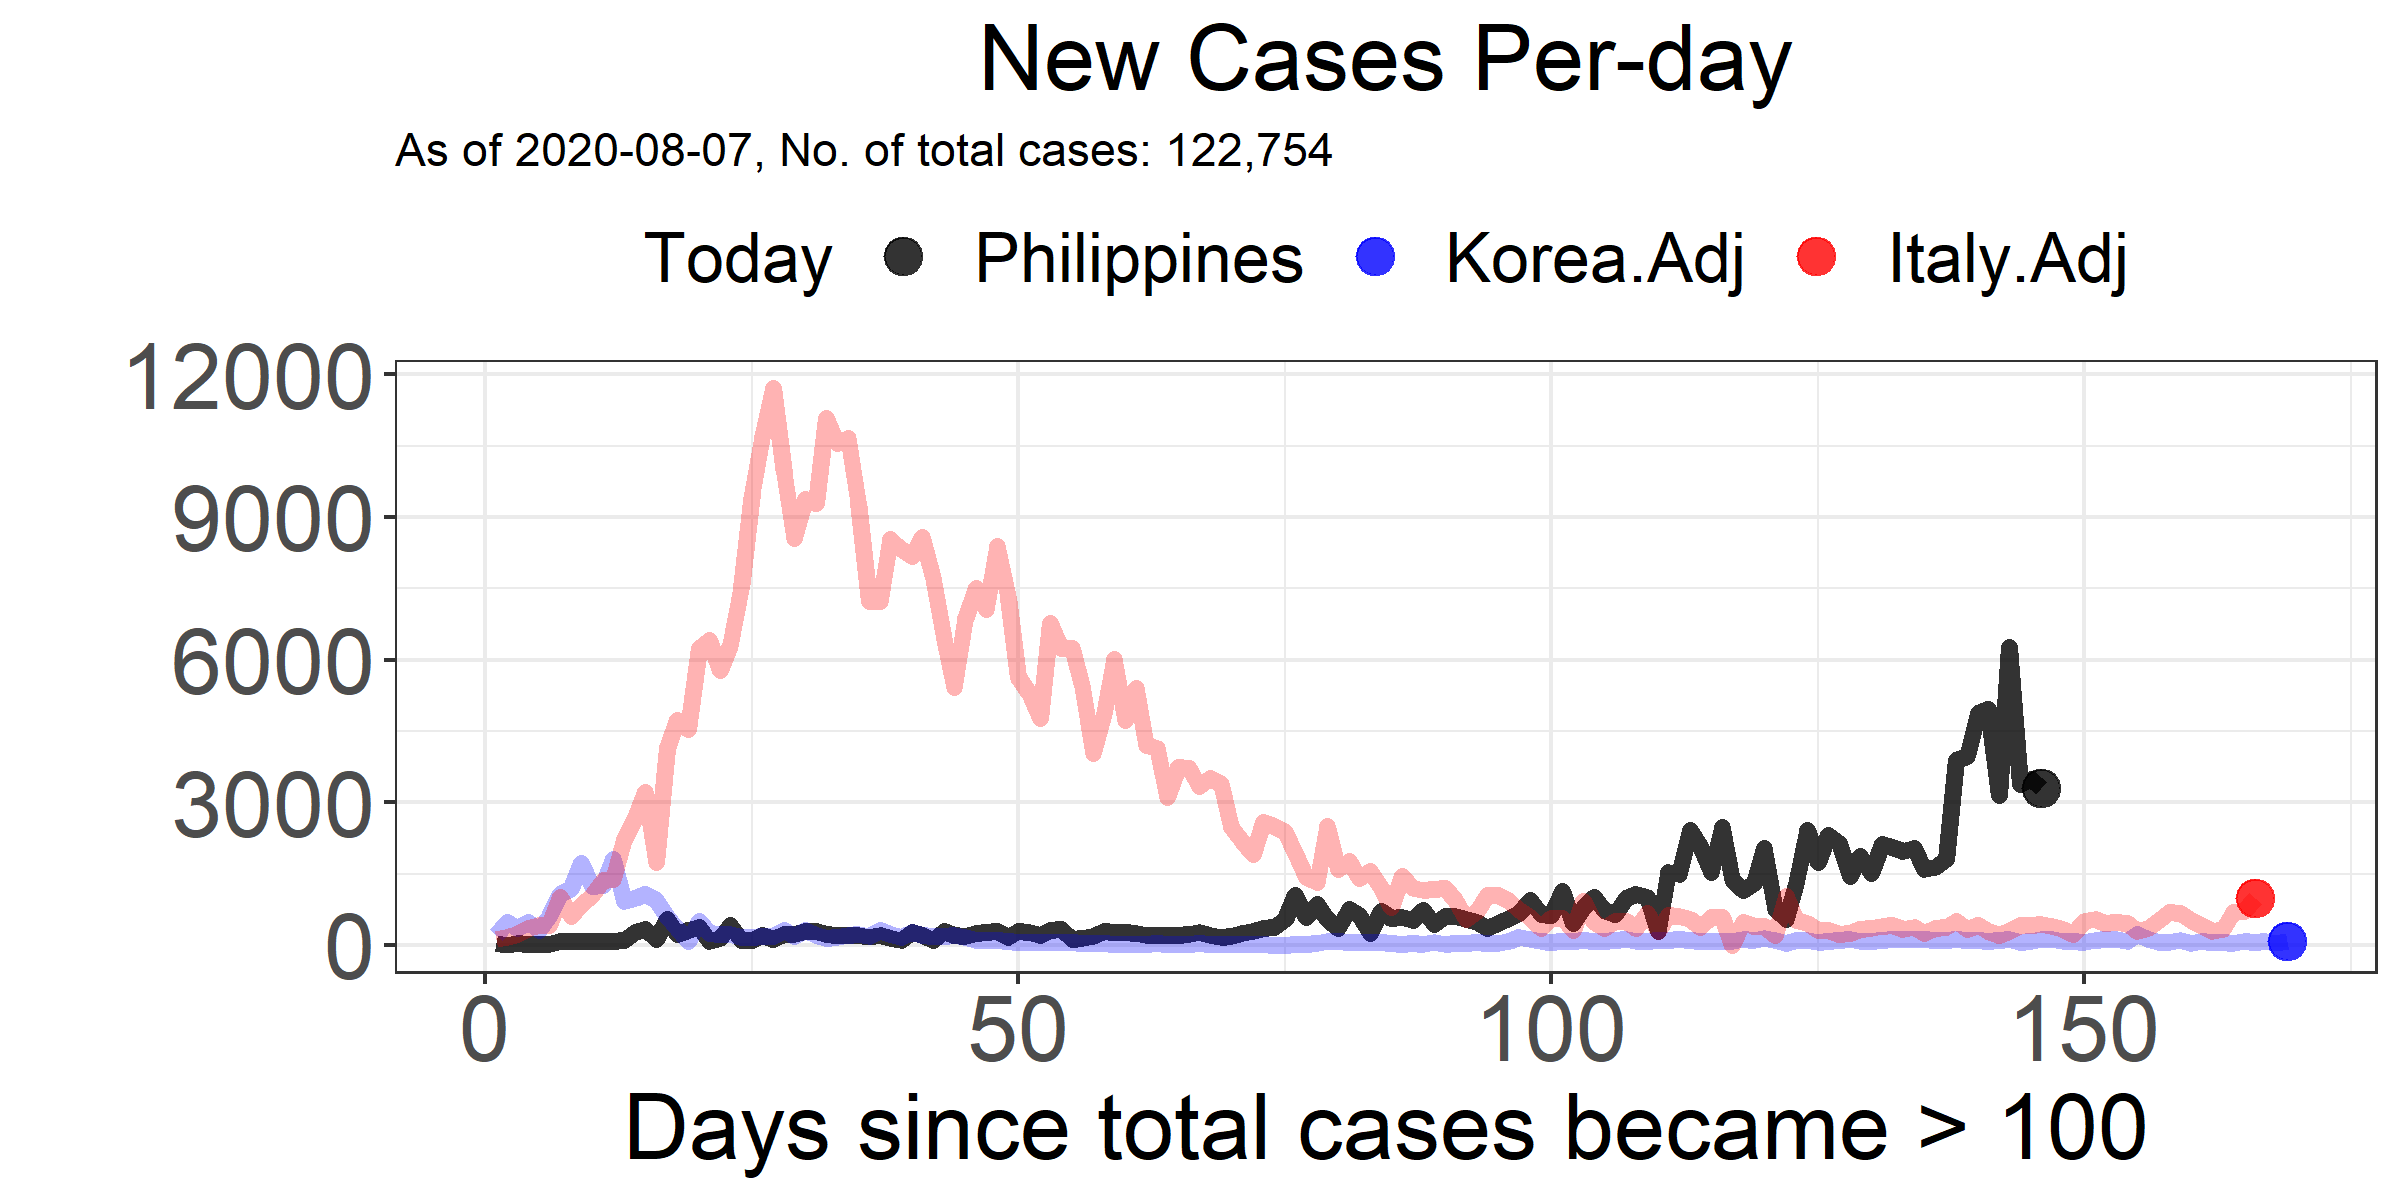 New Cases Per-day
As of 2020-08-07, No. of total cases: 122,754
Today Philippines Korea.Adj Italy.Adj
12000
9000
6000
3000
0
0 50 100 150
Days since total cases became > 100